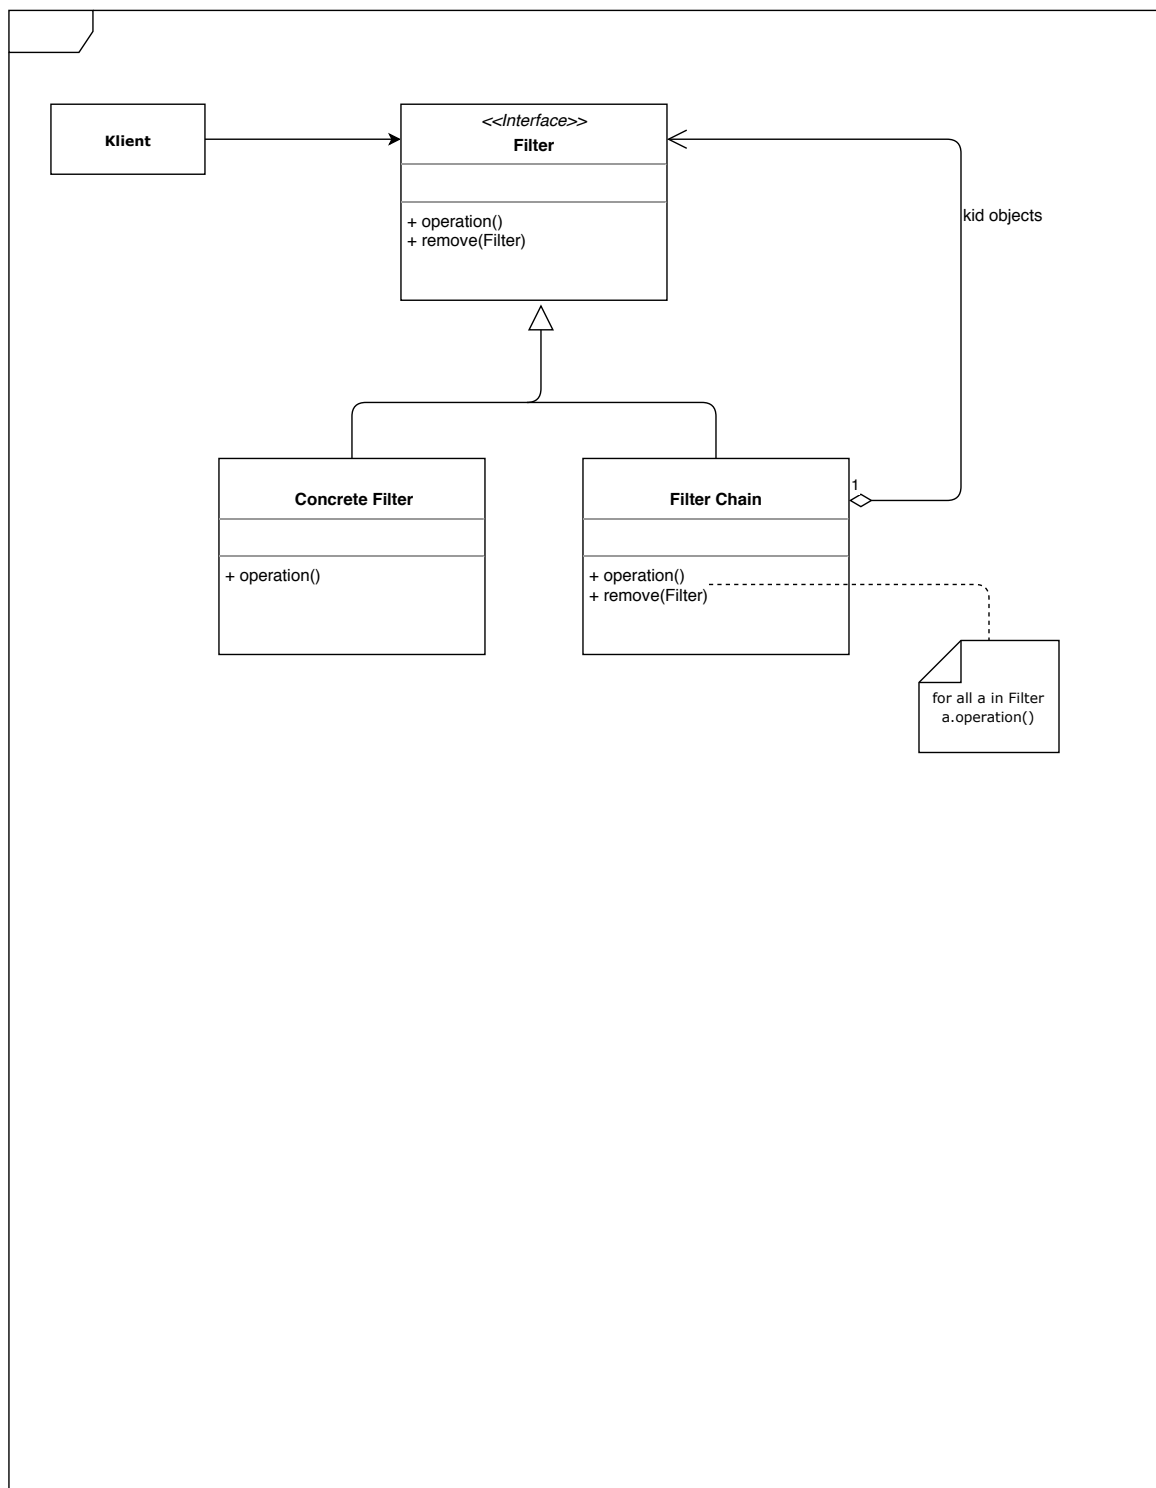 Klient
<<Interface>>
Filter
+ operation()
+ remove(Filter)
kid objects
Concrete Filter
+ operation()
Filter Chain
1
+ operation()
+ remove(Filter)
for all a in Filter
a.operation()